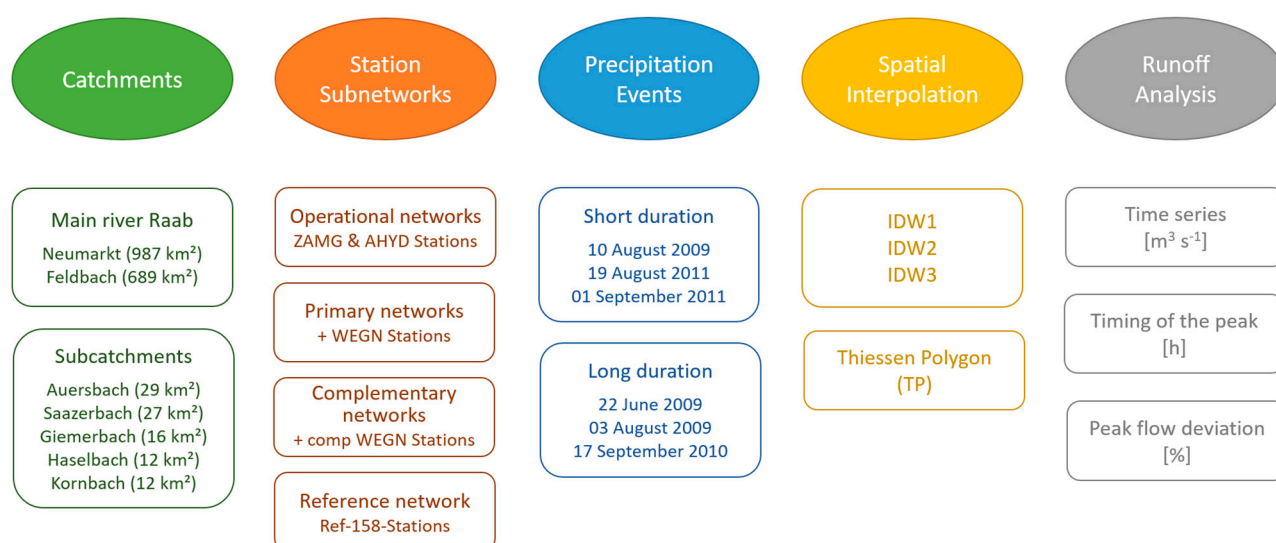 Catchments
Station
Subnetworks
Precipitation
Events
Spatial
Interpolation
Runoff
Analysis
Main river Raab
Neumarkt (987 km²)
Feldbach (689 km²)
Subcatchments
Auersbach (29 km²)
Saazerbach (27 km²)
Giemerbach (16 km²)
Haselbach (12 km²)
Kornbach (12 km²)
Operational networks
ZAMG & AHYD Stations
Primary networks
+ WEGN Stations
Complementary
networks
+ comp WEGN Stations
Reference network
Ref-158-Stations
Short duration
10 August 2009
19 August 2011
01 September 2011
Long duration
22 June 2009
03 August 2009
17 September 2010
IDW1
IDW2
IDW3
Thiessen Polygon
(TP)
Time series
[m³ s⁻¹]
Timing of the peak
[h]
Peak flow deviation
[%]